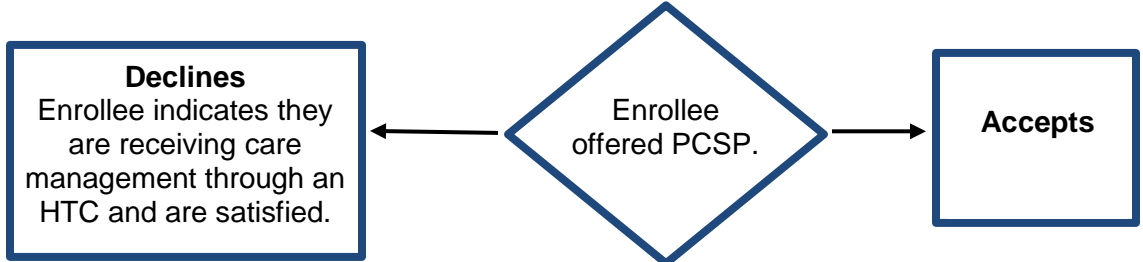 Declines
Enrollee indicates they
are receiving care
management through an
HTC and are satisfied.
Enrollee
offered PCSP.
Accepts